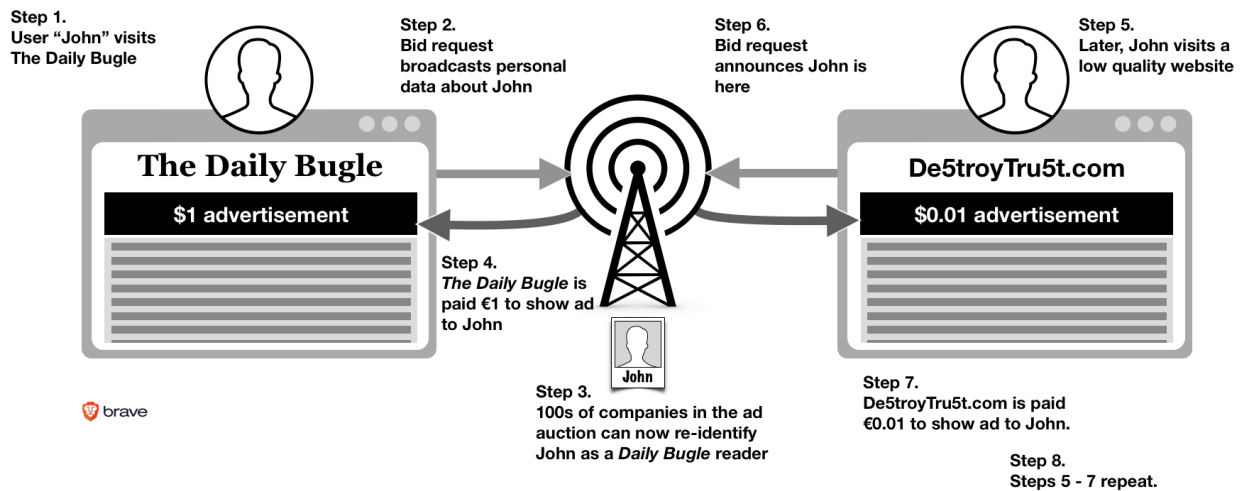 Step 1.
User “John” visits
The Daily Bugle
Step 2.
Bid request
broadcasts personal
data about John
Step 6.
Bid request
announces John is
here
Step 5.
Later, John visits a
low quality website
The Daily Bugle
$1 advertisement
De5troyTru5t.com
$0.01 advertisement
Step 4.
The Daily Bugle is
paid €1 to show ad
to John
John
Step 3.
100s of companies in the ad
auction can now re-identify
John as a Daily Bugle reader
Step 7.
De5troyTru5t.com is paid
€0.01 to show ad to John.
Step 8.
Steps 5 - 7 repeat.
brave